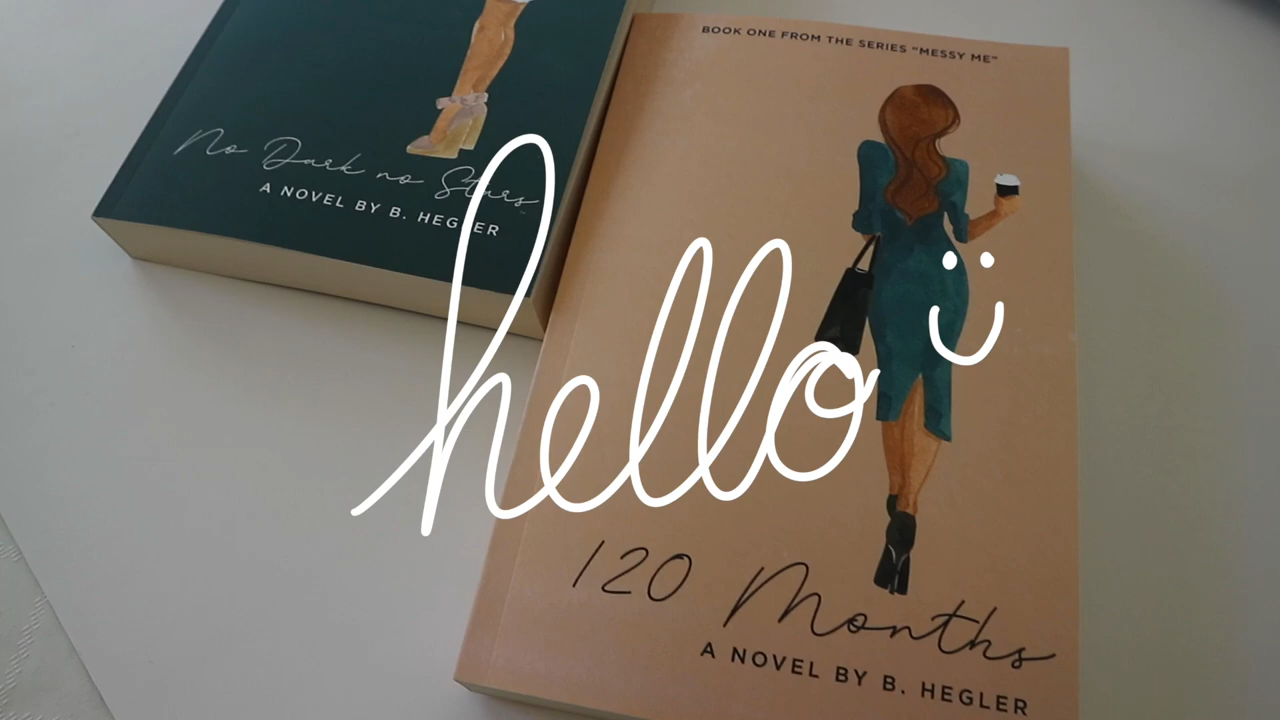 BOOK ONE FROM THE SERIES "MESSY ME"
No Dark no Stars
A NOVEL BY B. HEGLER
hello
120 Months
A NOVEL BY B. HEGLER